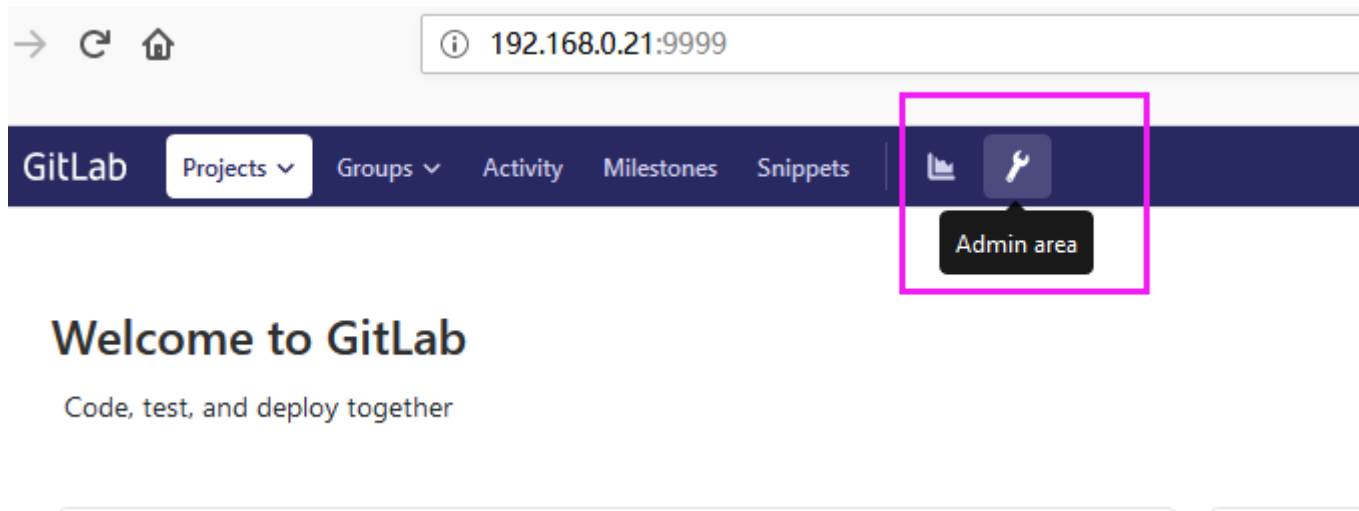 192.168.0.21:9999
GitLab Projects Groups Activity Milestones Snippets
Admin area
Welcome to GitLab
Code, test, and deploy together